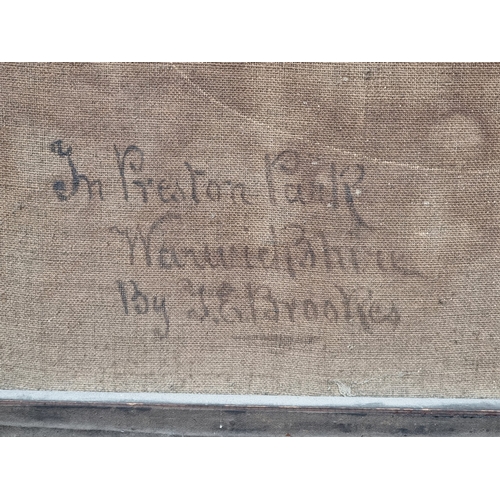 In Preston Park
Warwickshire
By T.E. Brookes